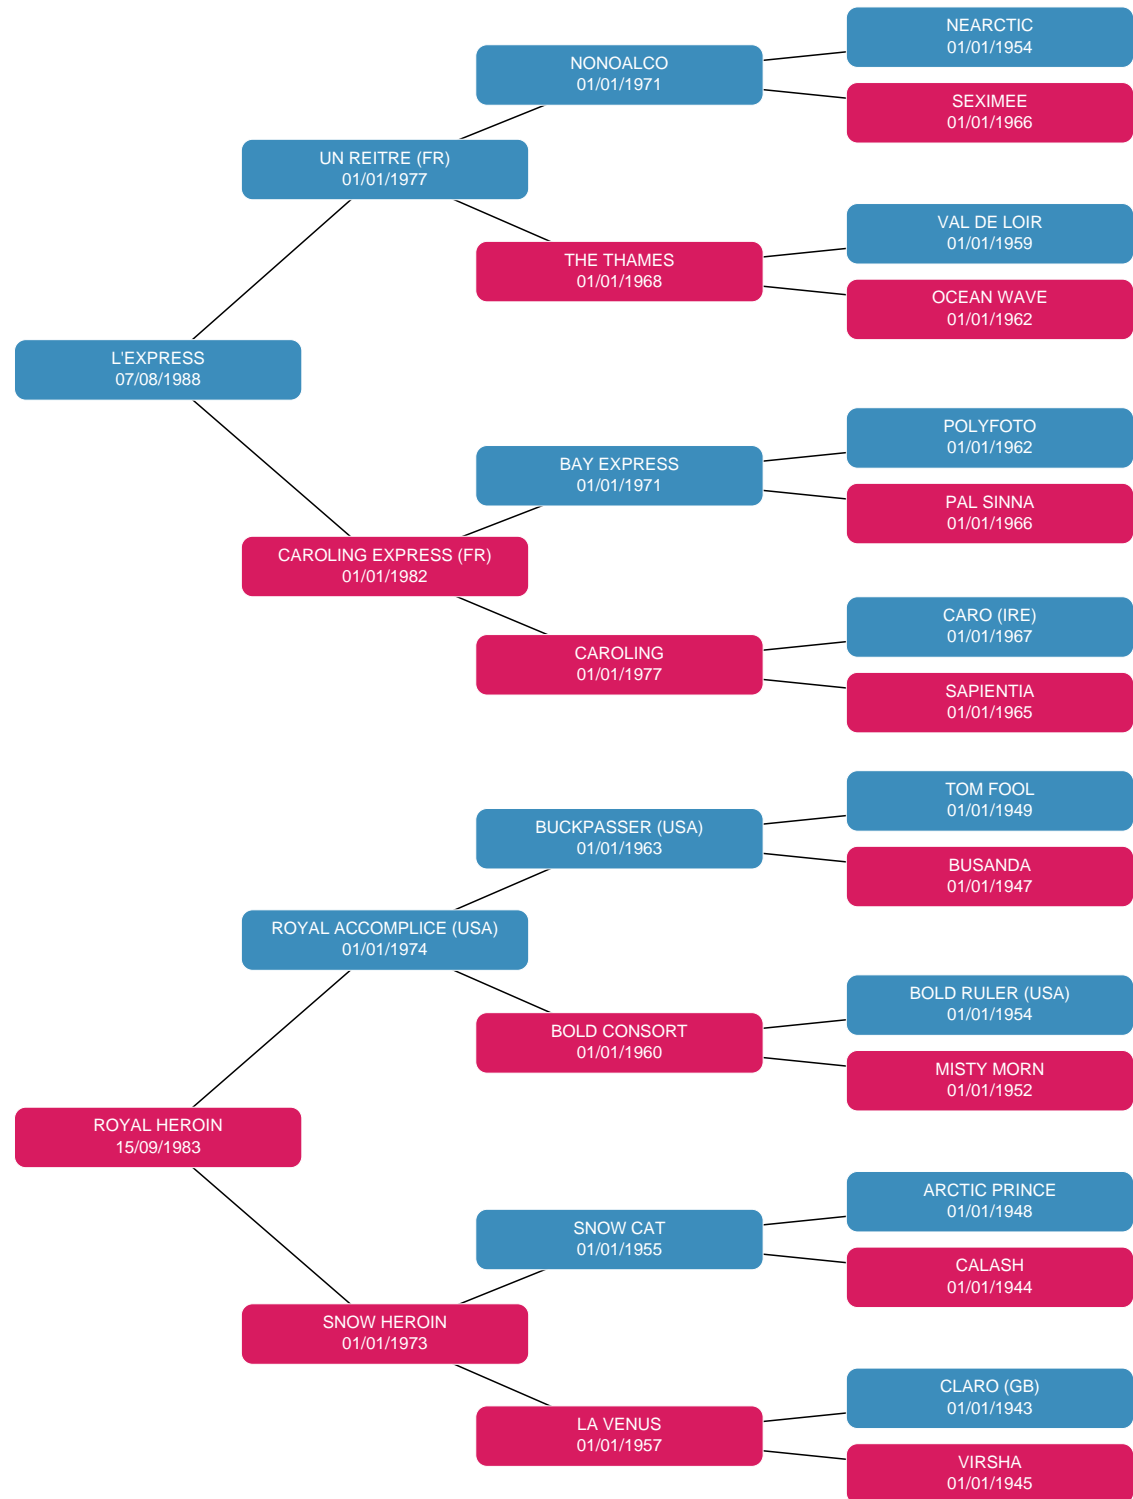 NEARCTIC
01/01/1954
NONOALCO
01/01/1971
SEXIMEE
01/01/1966
UN REITRE (FR)
01/01/1977
VAL DE LOIR
01/01/1959
THE THAMES
01/01/1968
OCEAN WAVE
01/01/1962
L'EXPRESS
07/08/1988
POLYFOTO
01/01/1962
BAY EXPRESS
01/01/1971
PAL SINNA
01/01/1966
CAROLING EXPRESS (FR)
01/01/1982
CARO (IRE)
01/01/1967
CAROLING
01/01/1977
SAPIENTIA
01/01/1965
TOM FOOL
01/01/1949
BUCKPASSER (USA)
01/01/1963
BUSANDA
01/01/1947
ROYAL ACCOMPLICE (USA)
01/01/1974
BOLD RULER (USA)
01/01/1954
BOLD CONSORT
01/01/1960
MISTY MORN
01/01/1952
ROYAL HEROIN
15/09/1983
ARCTIC PRINCE
01/01/1948
SNOW CAT
01/01/1955
CALASH
01/01/1944
SNOW HEROIN
01/01/1973
CLARO (GB)
01/01/1943
LA VENUS
01/01/1957
VIRSHA
01/01/1945